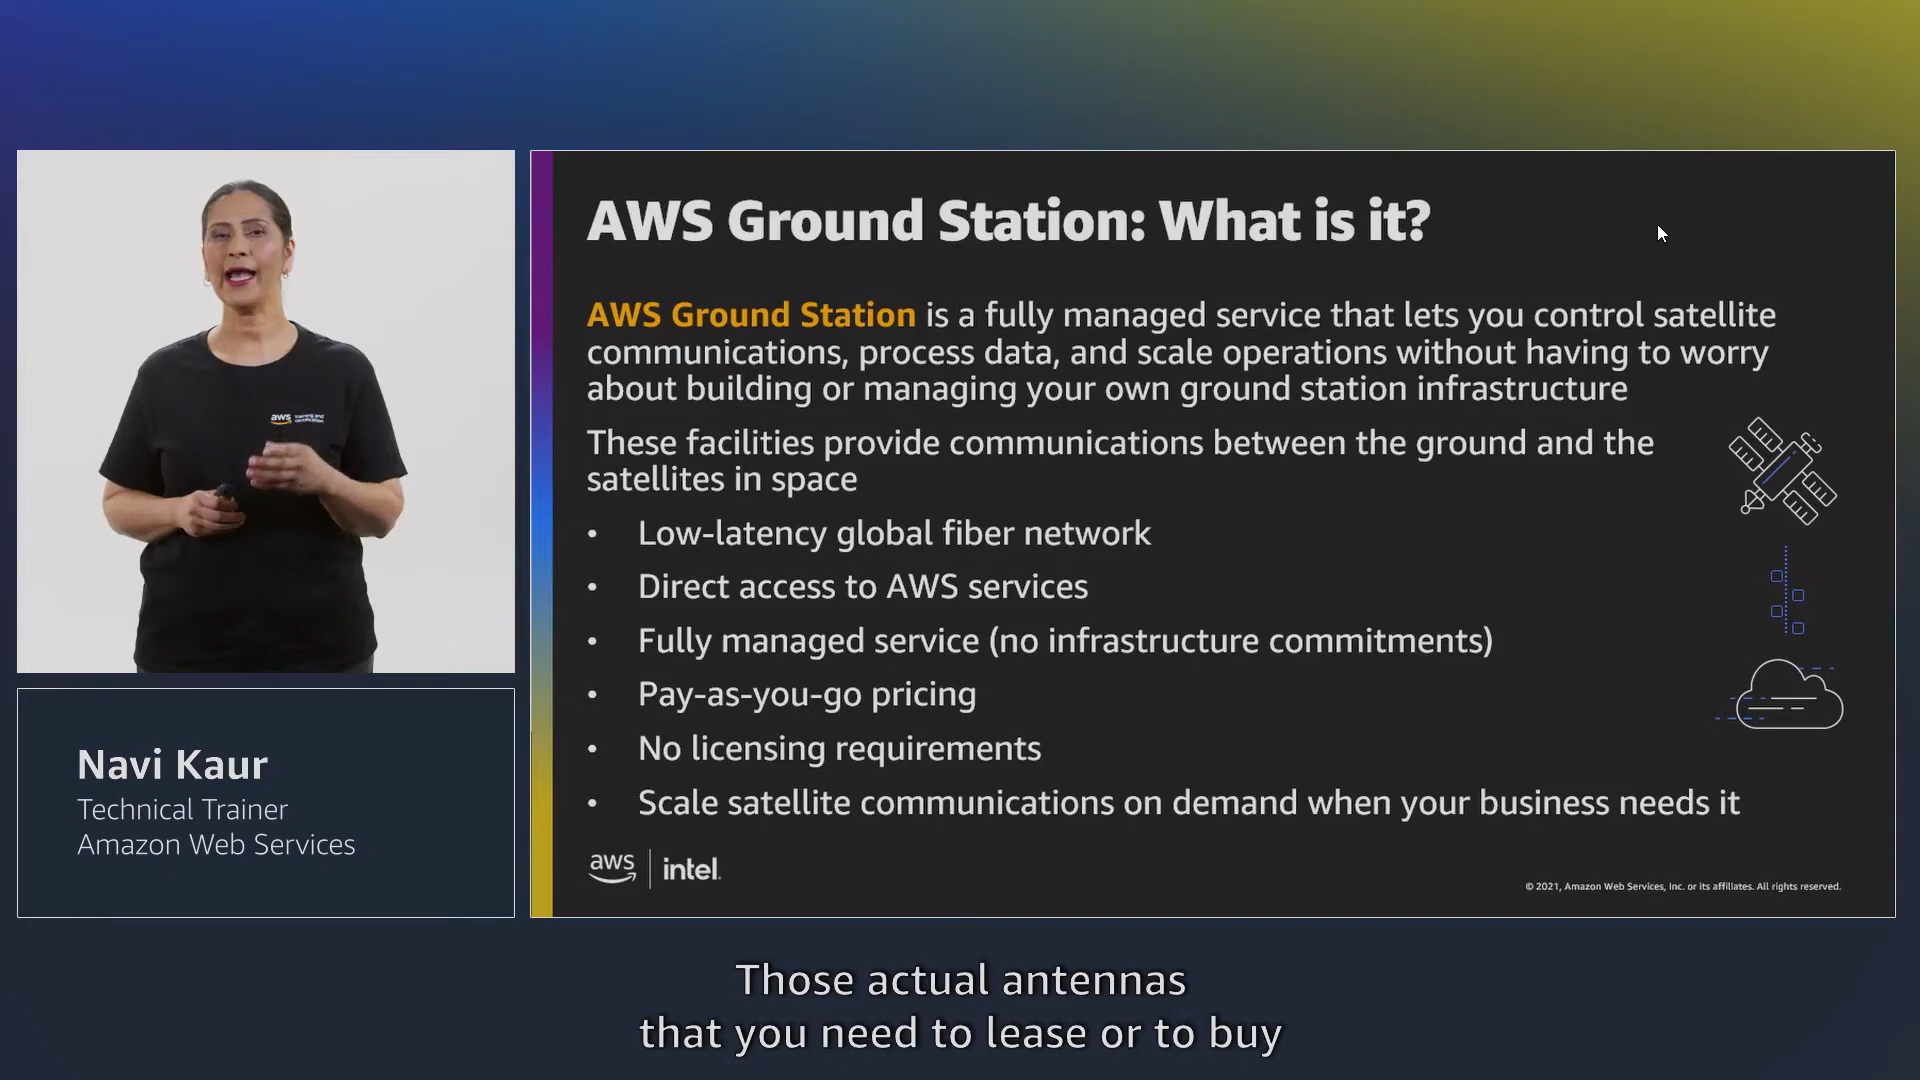 AWS Ground Station: What is it?
AWS Ground Station is a fully managed service that lets you control satellite
communications, process data, and scale operations without having to worry
about building or managing your own ground station infrastructure
These facilities provide communications between the ground and the
satellites in space
• Low-latency global fiber network
• Direct access to AWS services
• Fully managed service (no infrastructure commitments)
• Pay-as-you-go pricing
• No licensing requirements
• Scale satellite communications on demand when your business needs it
aws | intel.
© 2021, Amazon Web Services, Inc. or its affiliates. All rights reserved.
aws training and
certification
Navi Kaur
Technical Trainer
Amazon Web Services
Those actual antennas
that you need to lease or to buy